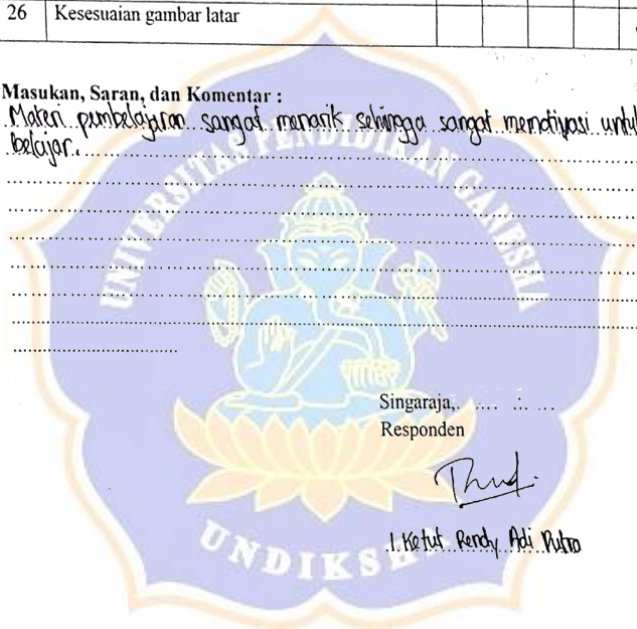 26 Kesesuaian gambar latar
Masukan, Saran, dan Komentar :
Materi pembelajaran sangat menarik sehingga sangat memotivasi untuk
belajar.
Singaraja,
Responden
I Ketut Rendy Adi Putra
UNIVERSITAS PENDIDIKAN GANESHA
UNDIKSHA